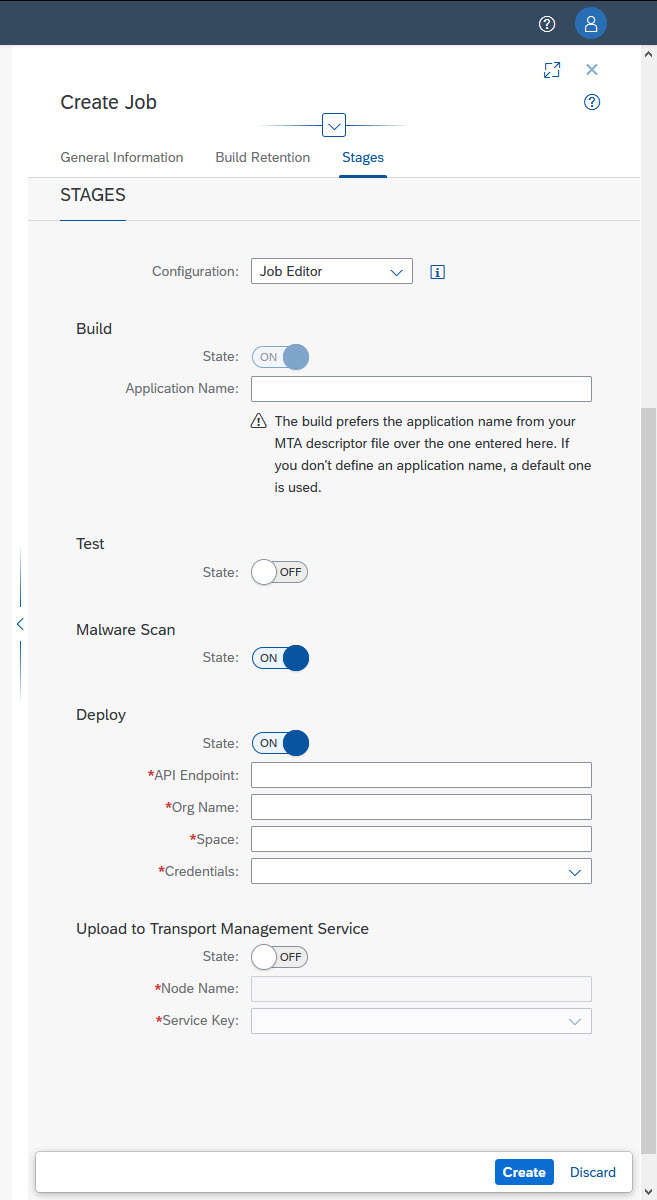 Create Job
General Information Build Retention Stages
STAGES
Configuration: Job Editor
Build
State: ON
Application Name:
The build prefers the application name from your
MTA descriptor file over the one entered here. If
you don't define an application name, a default one
is used.
Test
State: OFF
Malware Scan
State: ON
Deploy
State: ON
*API Endpoint:
*Org Name:
*Space:
*Credentials:
Upload to Transport Management Service
State: OFF
*Node Name:
*Service Key:
Create Discard